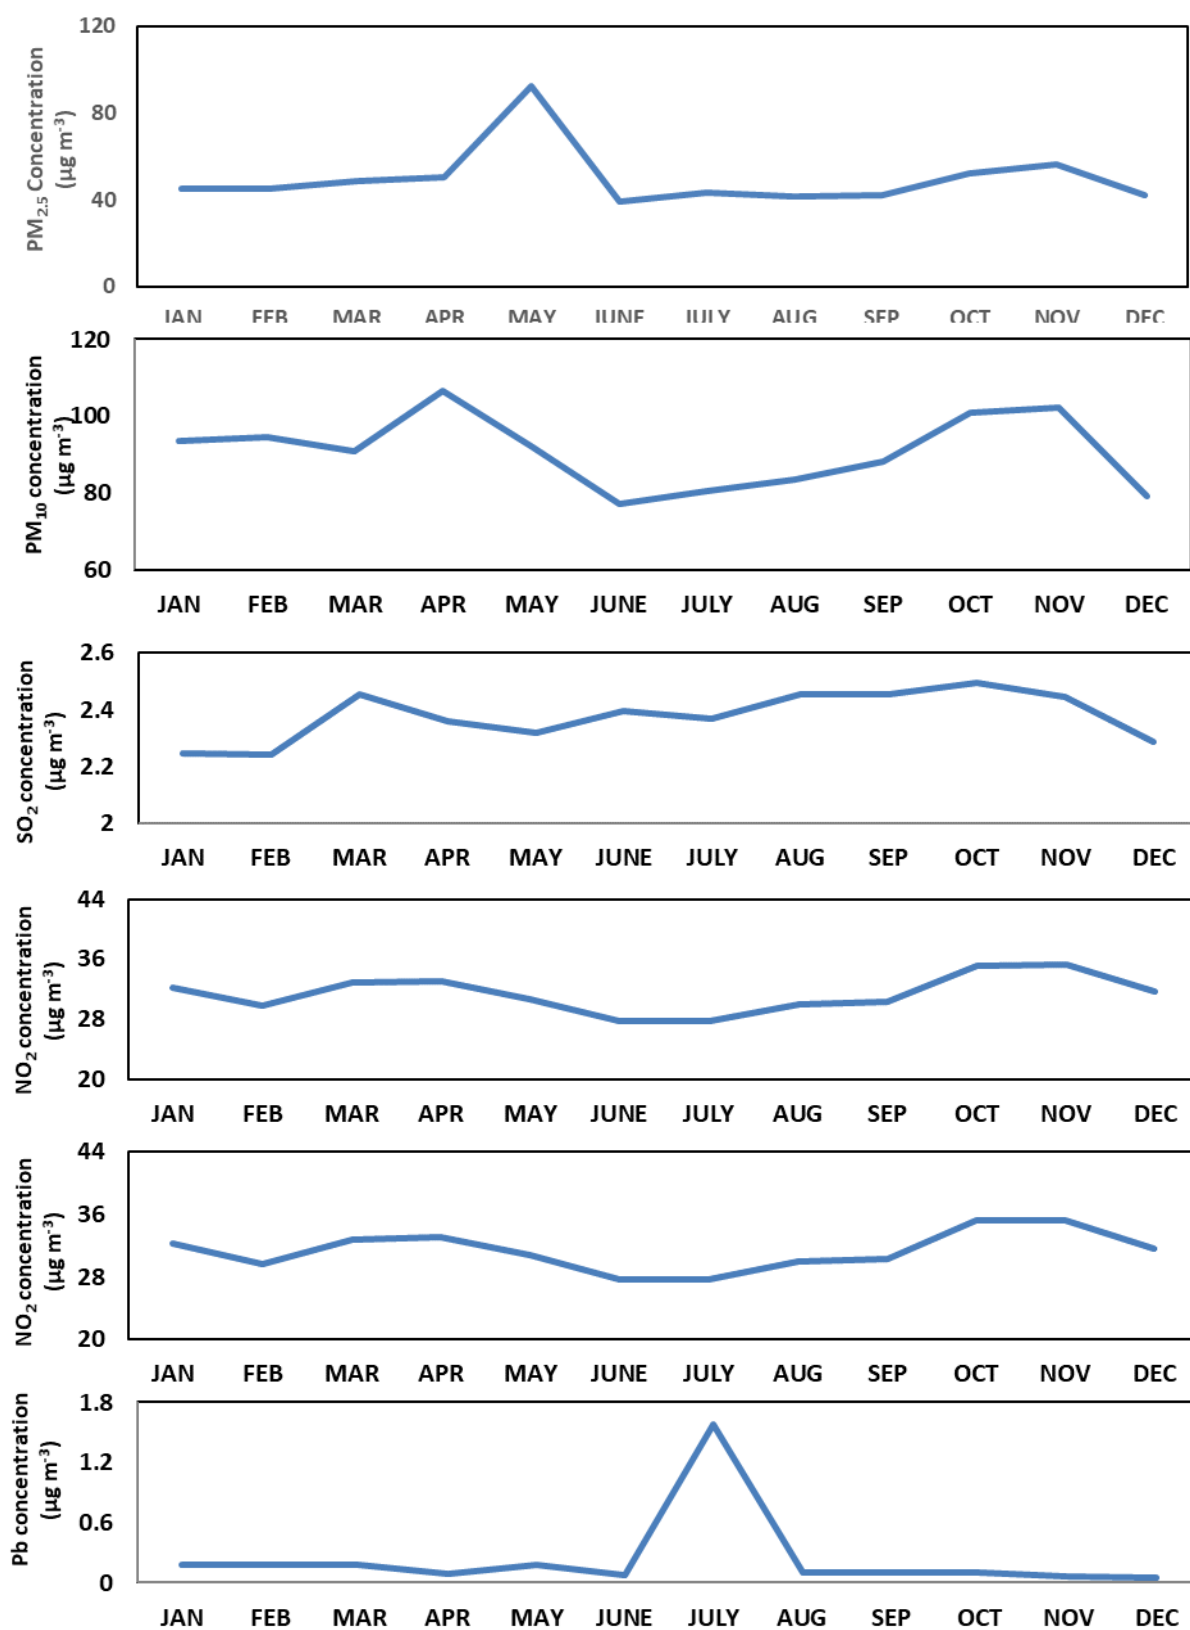 120
80
40
0
PM2.5 Concentration
(µg m-3)
JAN FEB MAR APR MAY JUNE JULY AUG SEP OCT NOV DEC
120
100
80
60
PM10 concentration
(µg m-3)
JAN FEB MAR APR MAY JUNE JULY AUG SEP OCT NOV DEC
2.6
2.4
2.2
2
SO2 concentration
(µg m-3)
JAN FEB MAR APR MAY JUNE JULY AUG SEP OCT NOV DEC
44
36
28
20
NO2 concentration
(µg m-3)
JAN FEB MAR APR MAY JUNE JULY AUG SEP OCT NOV DEC
44
36
28
20
NO2 concentration
(µg m-3)
JAN FEB MAR APR MAY JUNE JULY AUG SEP OCT NOV DEC
1.8
1.2
0.6
0
Pb concentration
(µg m-3)
JAN FEB MAR APR MAY JUNE JULY AUG SEP OCT NOV DEC